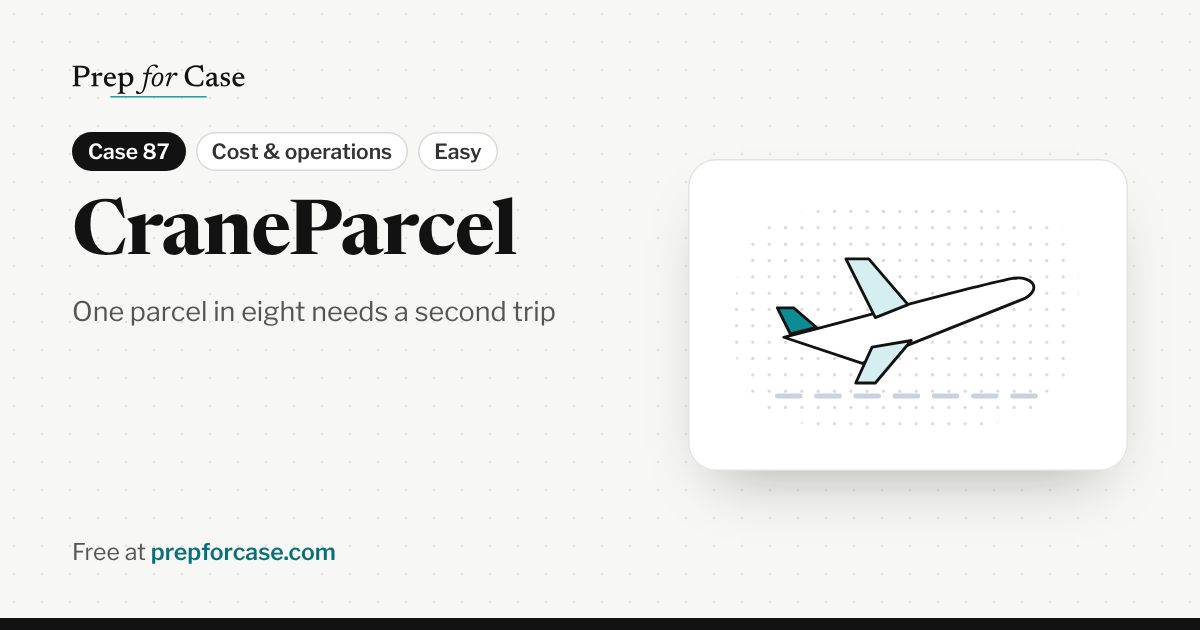 Prep for Case
Case 87 Cost & operations Easy
CraneParcel
One parcel in eight needs a second trip
Free at prepforcase.com